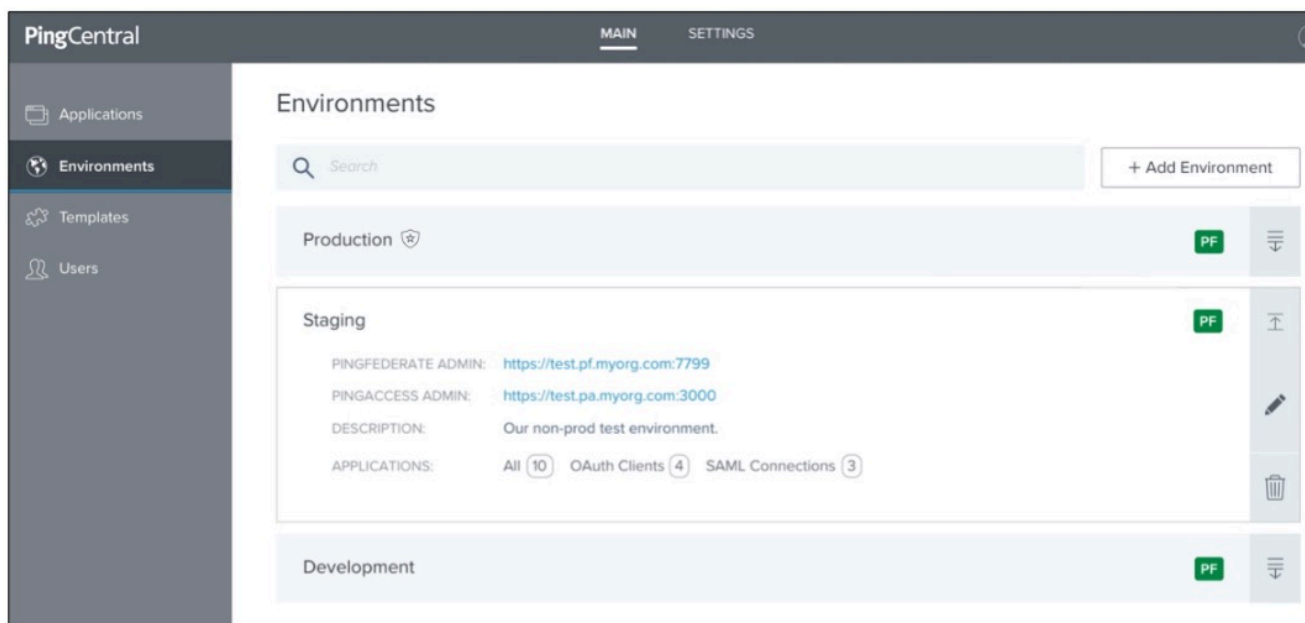 PingCentral
MAIN SETTINGS
Applications
Environments
Templates
Users
Environments
Search
+ Add Environment
Production PF
Staging PF
PINGFEDERATE ADMIN: https://test.pf.myorg.com:7799
PINGACCESS ADMIN: https://test.pa.myorg.com:3000
DESCRIPTION: Our non-prod test environment.
APPLICATIONS: All 10 OAuth Clients 4 SAML Connections 3
Development PF